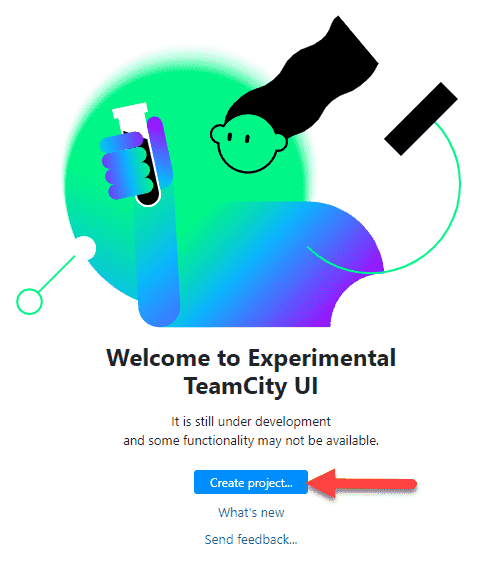 Welcome to Experimental
TeamCity UI
It is still under development
and some functionality may not be available.
Create project...
What's new
Send feedback...